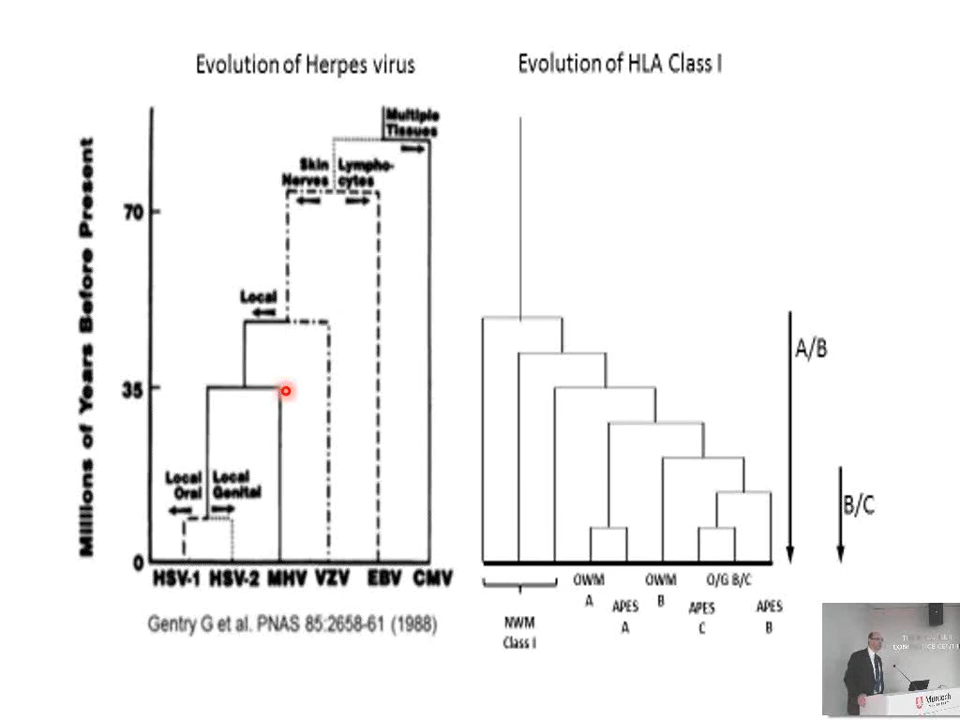 Evolution of Herpes virus
Evolution of HLA Class I
Millions of Years Before Present
70
35
0
Multiple
Tissues
Skin
Nerves
Lympho-
cytes
Local
Local
Oral
Local
Genital
HSV-1 HSV-2 MHV VZV EBV CMV
Gentry G et al. PNAS 85:2658-61 (1988)
A/B
B/C
NWM
Class I
OWM
A
APES
A
OWM
B
O/G B/C
APES
C
APES
B
Murdoch